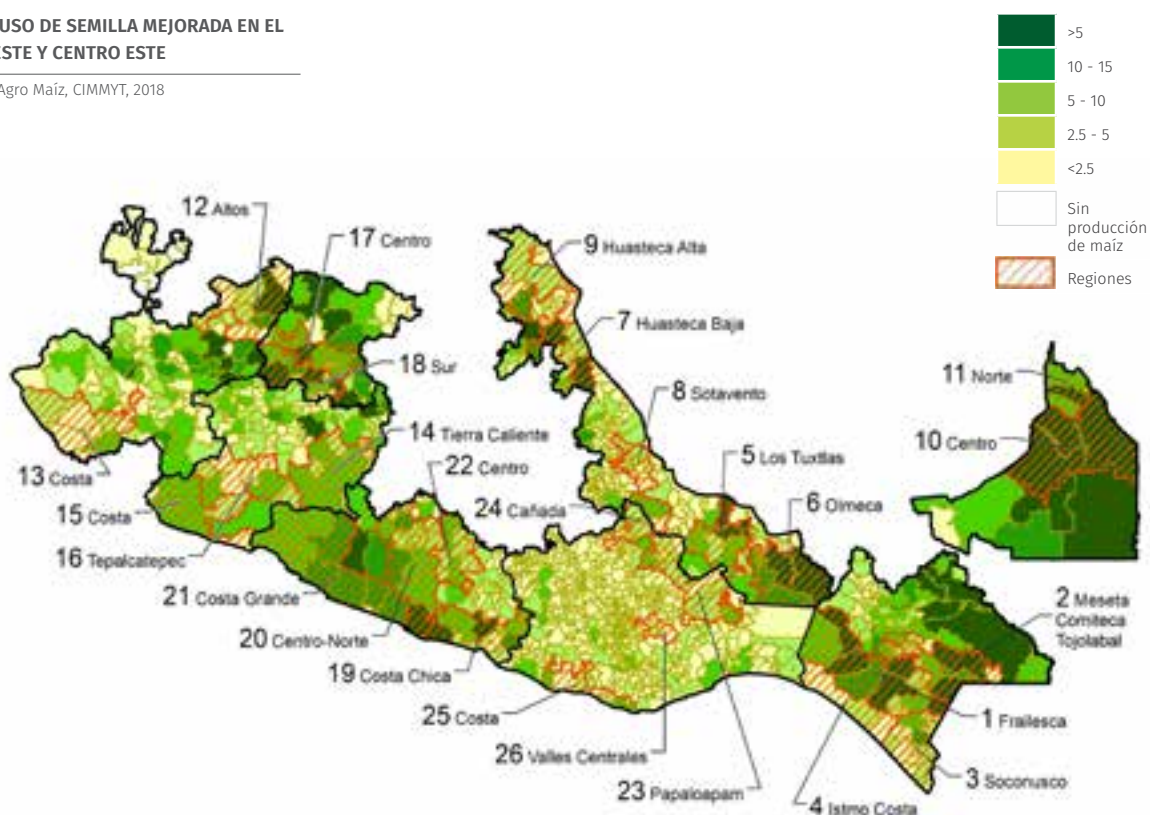 USO DE SEMILLA MEJORADA EN EL
ESTE Y CENTRO ESTE
Agro Maíz, CIMMYT, 2018
>5
10 - 15
5 - 10
2.5 - 5
<2.5
Sin
producción
de maíz
Regiones
12 Altos
17 Centro
9 Huasteca Alta
7 Huasteca Baja
18 Sur
8 Sotavento
11 Norte
10 Centro
14 Tierra Caliente
22 Centro
5 Los Tuxtlas
13 Costa
24 Cañada
6 Olmeca
15 Costa
16 Tepalcatepec
21 Costa Grande
2 Meseta
Comiteca
Tojolabal
20 Centro-Norte
19 Costa Chica
25 Costa
1 Frailesca
26 Valles Centrales
3 Soconusco
23 Papaloapam
4 Istmo Costa